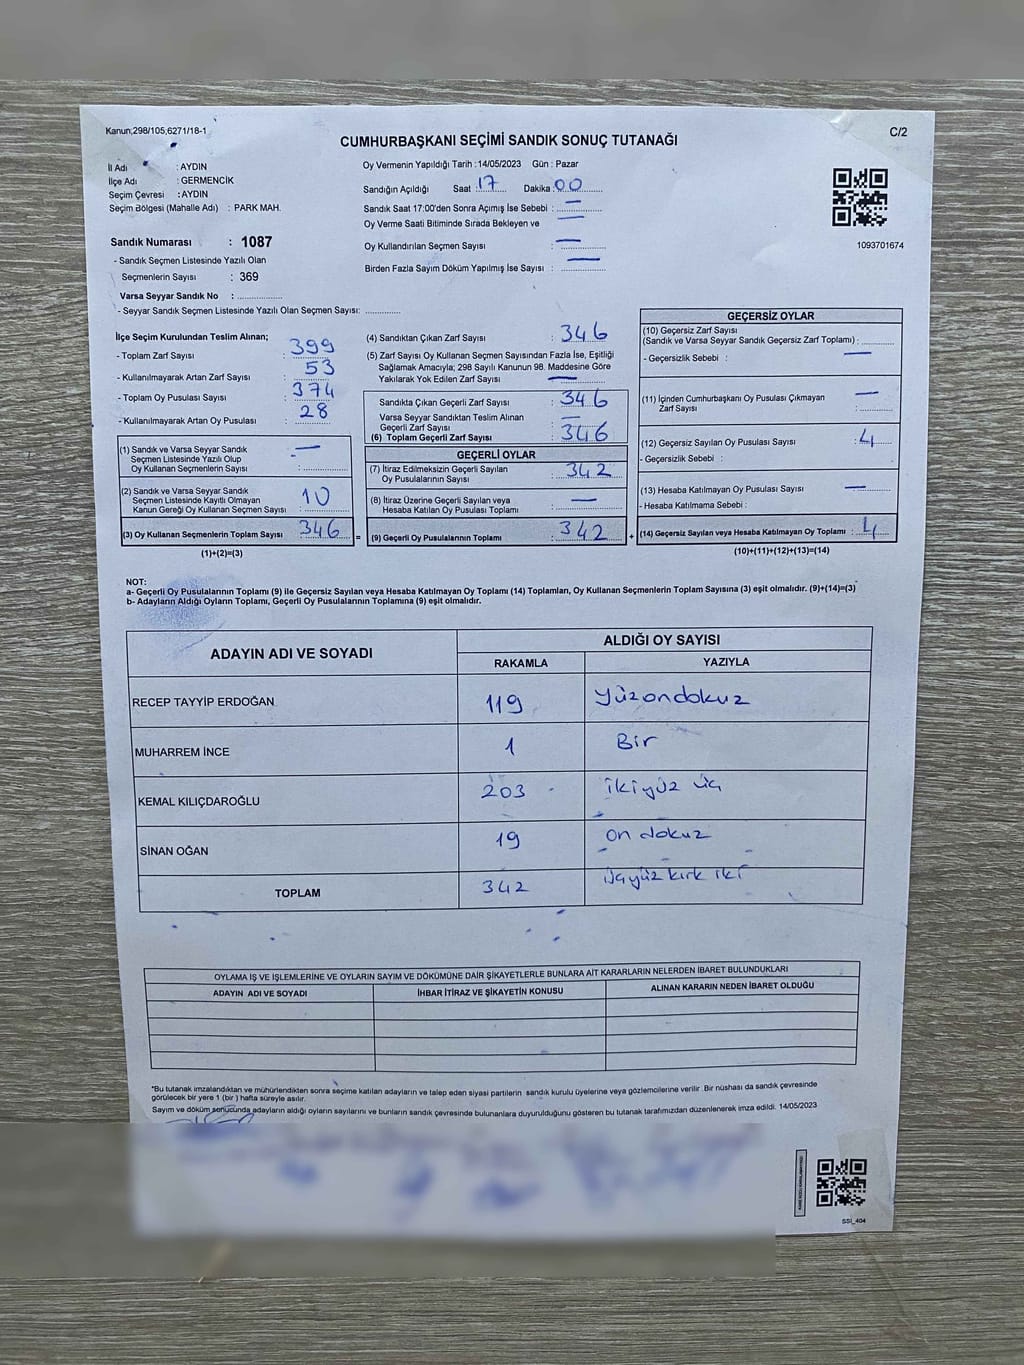 Kanun,298/105,6271/18-1
C/2
CUMHURBAŞKANI SEÇİMİ SANDIK SONUÇ TUTANAĞI
İl Adı : AYDIN
İlçe Adı : GERMENCİK
Seçim Çevresi : AYDIN
Seçim Bölgesi (Mahalle Adı) : PARK MAH.
Sandık Numarası : 1087
- Sandık Seçmen Listesinde Yazılı Olan
Seçmenlerin Sayısı : 369
Varsa Seyyar Sandık No : ..............
- Seyyar Sandık Seçmen Listesinde Yazılı Olan Seçmen Sayısı: ............
Oy Vermenin Yapıldığı Tarih : 14/05/2023 Gün : Pazar
Sandığın Açıldığı Saat 17 Dakika 00
Sandık Saat 17:00'den Sonra Açımış İse Sebebi : —
Oy Verme Saati Bitiminde Sırada Bekleyen ve —
Oy Kullandırılan Seçmen Sayısı : —
Birden Fazla Sayım Döküm Yapılmış İse Sayısı : —
1093701674
İlçe Seçim Kurulundan Teslim Alınan;
- Toplam Zarf Sayısı : 399
- Kullanılmayarak Artan Zarf Sayısı : 53
- Toplam Oy Pusulası Sayısı : 374
- Kullanılmayarak Artan Oy Pusulası : 28
(1) Sandık ve Varsa Seyyar Sandık
Seçmen Listesinde Yazılı Olup
Oy Kullanan Seçmenlerin Sayısı : —
(2) Sandık ve Varsa Seyyar Sandık
Seçmen Listesinde Kayıtlı Olmayan
Kanun Gereği Oy Kullanan Seçmen Sayısı : 10
(3) Oy Kullanan Seçmenlerin Toplam Sayısı : 346 =
(1)+(2)=(3)
(4) Sandıktan Çıkan Zarf Sayısı : 346
(5) Zarf Sayısı Oy Kullanan Seçmen Sayısından Fazla İse, Eşitliği
Sağlamak Amacıyla; 298 Sayılı Kanunun 98. Maddesine Göre
Yakılarak Yok Edilen Zarf Sayısı : —
Sandıkta Çıkan Geçerli Zarf Sayısı : 346
Varsa Seyyar Sandıktan Teslim Alınan
Geçerli Zarf Sayısı : —
(6) Toplam Geçerli Zarf Sayısı : 346
GEÇERLİ OYLAR
(7) İtiraz Edilmeksizin Geçerli Sayılan
Oy Pusulalarının Sayısı : 342
(8) İtiraz Üzerine Geçerli Sayılan veya
Hesaba Katılan Oy Pusulası Toplamı : —
(9) Geçerli Oy Pusulalarının Toplamı : 342 +
GEÇERSİZ OYLAR
(10) Geçersiz Zarf Sayısı
(Sandık ve Varsa Seyyar Sandık Geçersiz Zarf Toplamı) : ..........
- Geçersizlik Sebebi : —
(11) İçinden Cumhurbaşkanı Oy Pusulası Çıkmayan —
Zarf Sayısı : ..........
(12) Geçersiz Sayılan Oy Pusulası Sayısı : 4
- Geçersizlik Sebebi :
(13) Hesaba Katılmayan Oy Pusulası Sayısı : —
- Hesaba Katılmama Sebebi :
(14) Geçersiz Sayılan veya Hesaba Katılmayan Oy Toplamı : 4
(10)+(11)+(12)+(13)=(14)
NOT:
a- Geçerli Oy Pusulalarının Toplamı (9) ile Geçersiz Sayılan veya Hesaba Katılmayan Oy Toplamı (14) Toplamları, Oy Kullanan Seçmenlerin Toplam Sayısına (3) eşit olmalıdır. (9)+(14)=(3)
b- Adayların Aldığı Oyların Toplamı, Geçerli Oy Pusulalarının Toplamına (9) eşit olmalıdır.
ADAYIN ADI VE SOYADI
ALDIĞI OY SAYISI
RAKAMLA YAZIYLA
RECEP TAYYİP ERDOĞAN 119 Yüzondokuz
MUHARREM İNCE 1 Bir
KEMAL KILIÇDAROĞLU 203 ikiyüz üç
SİNAN OĞAN 19 on dokuz
TOPLAM 342 üçyüz kırk iki
OYLAMA İŞ VE İŞLEMLERİNE VE OYLARIN SAYIM VE DÖKÜMÜNE DAİR ŞİKAYETLERLE BUNLARA AİT KARARLARIN NELERDEN İBARET BULUNDUKLARI
ADAYIN ADI VE SOYADI İHBAR İTİRAZ VE ŞİKAYETİN KONUSU ALINAN KARARIN NEDEN İBARET OLDUĞU
*Bu tutanak imzalandıktan ve mühürlendikten sonra seçime katılan adayların ve talep eden siyasi partilerin sandık kurulu üyelerine veya gözlemcilerine verilir. Bir nüshası da sandık çevresinde
görülecek bir yere 1 (bir ) hafta süreyle asılır.
Sayım ve döküm sonucunda adayların aldığı oyların sayılarını ve bunların sandık çevresinde bulunanlara duyurulduğunu gösteren bu tutanak tarafımızdan düzenlenerek imza edildi. 14/05/2023
SSİ_404